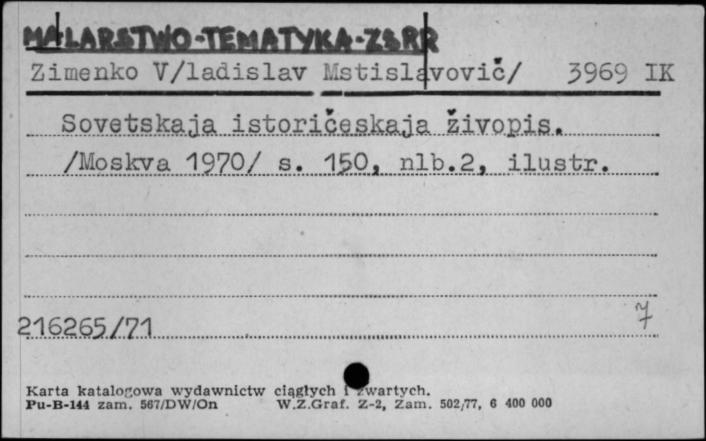 MALARSTWO-TEMATYKA-ZSRR
Zimenko V/ladislav Mstislavovič/ 3969 IK
Sovetskaja istoričeskaja živopis.
/Moskva 1970/ s. 150, nlb.2, ilustr.
216265/71 7
Karta katalogowa wydawnictw ciągłych i zwartych.
Pu-B-144 zam. 567/DW/On W.Z.Graf. Z-2, Zam. 502/77, 6 400 000